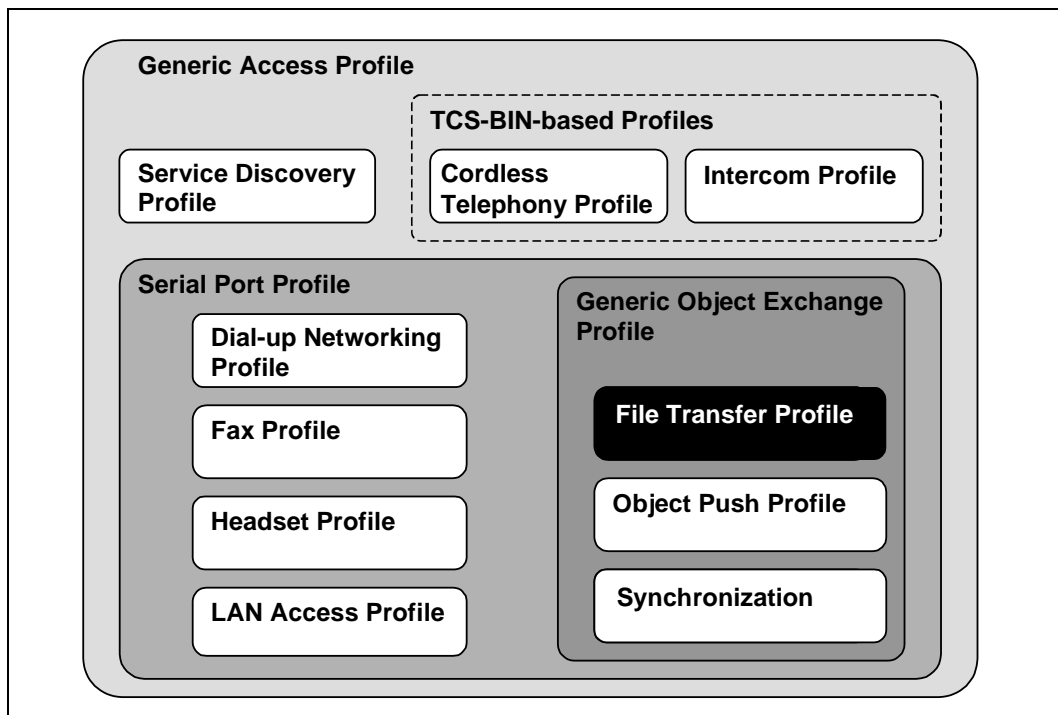 Generic Access Profile
TCS-BIN-based Profiles
Service Discovery
Profile
Cordless
Telephony Profile
Intercom Profile
Serial Port Profile
Dial-up Networking
Profile
Fax Profile
Headset Profile
LAN Access Profile
Generic Object Exchange
Profile
File Transfer Profile
Object Push Profile
Synchronization